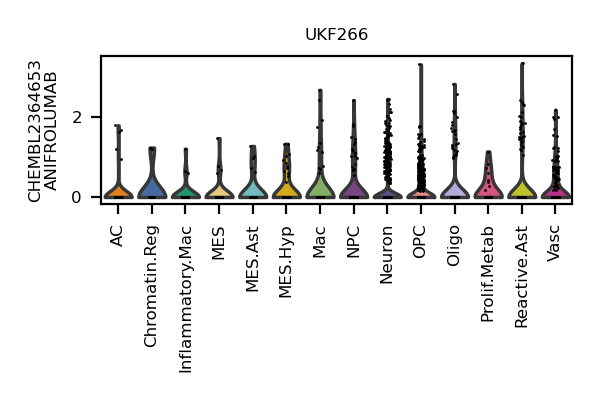 UKF266
CHEMBL2364653
ANIFROLUMAB
2
0
AC
Chromatin.Reg
Inflammatory.Mac
MES
MES.Ast
MES.Hyp
Mac
NPC
Neuron
OPC
Oligo
Prolif.Metab
Reactive.Ast
Vasc